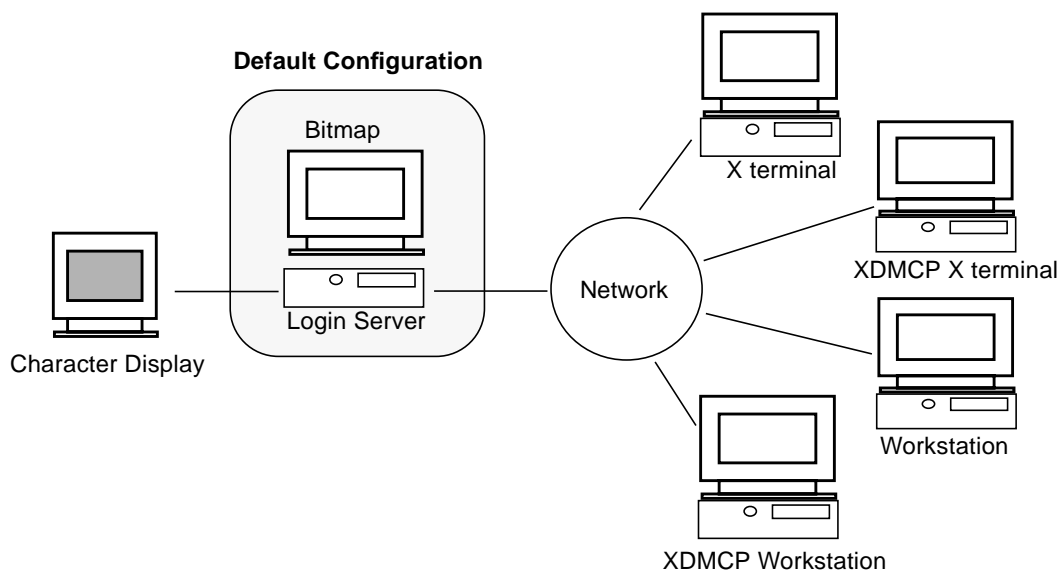 Default Configuration
Bitmap
X terminal
XDMCP X terminal
Network
Login Server
Character Display
Workstation
XDMCP Workstation